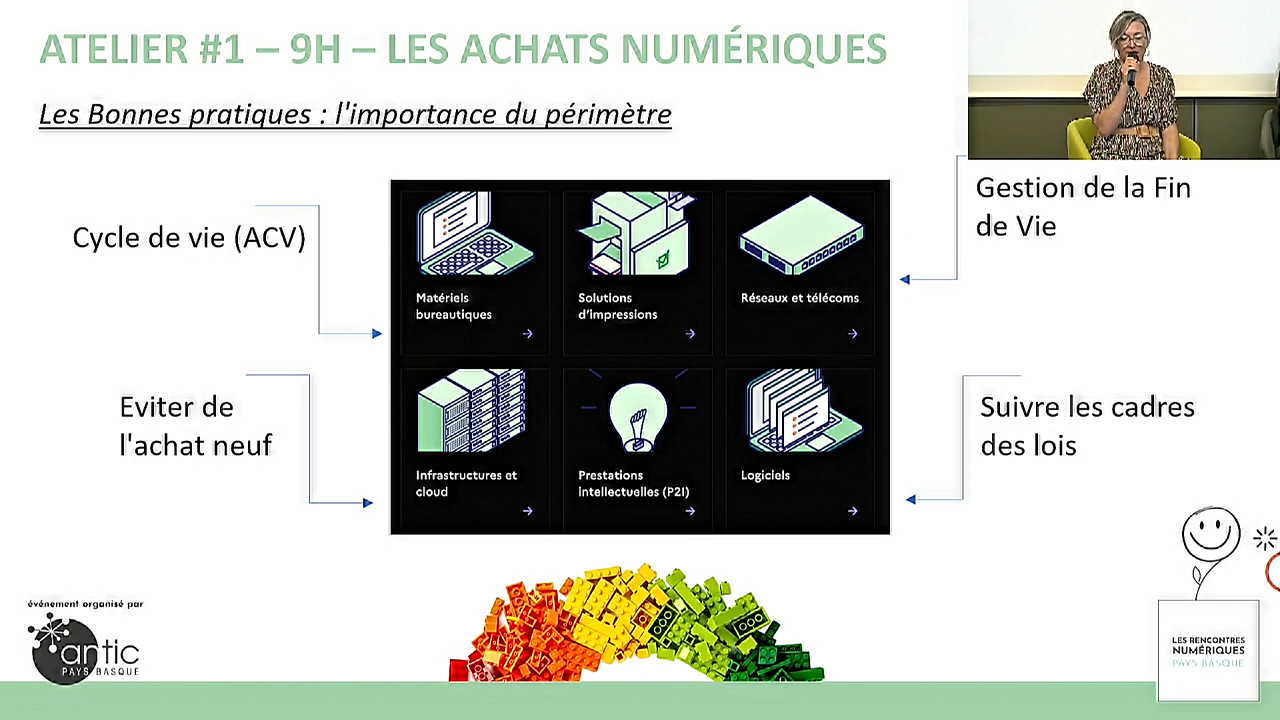 ATELIER #1 – 9H – LES ACHATS NUMÉRIQUES
Les Bonnes pratiques : l'importance du périmètre
Cycle de vie (ACV)
Eviter de
l'achat neuf
Matériels
bureautiques
Solutions
d'impressions
Réseaux et télécoms
Infrastructures et
cloud
Prestations
intellectuelles (P2I)
Logiciels
Gestion de la Fin
de Vie
Suivre les cadres
des lois
événement organisé par
antic
PAYS BASQUE
LES RENCONTRES
NUMÉRIQUES
PAYS BASQUE